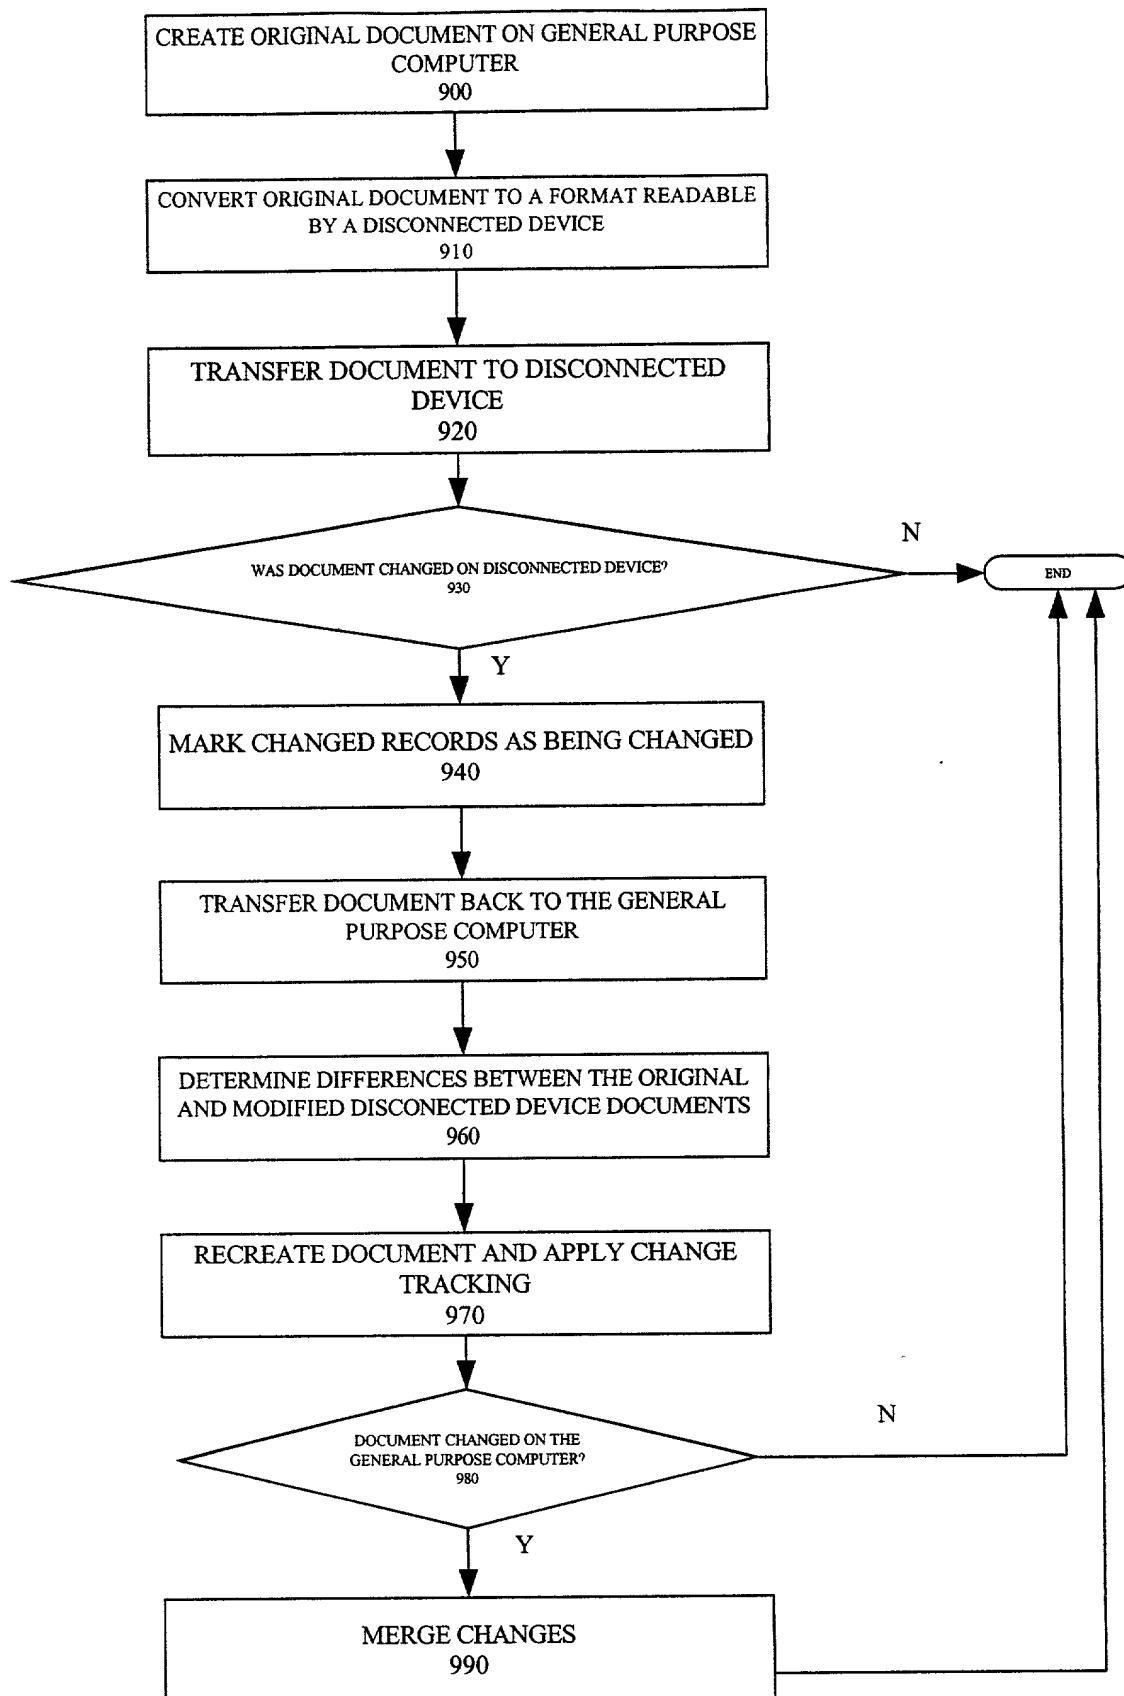 CREATE ORIGINAL DOCUMENT ON GENERAL PURPOSE
COMPUTER
900
CONVERT ORIGINAL DOCUMENT TO A FORMAT READABLE
BY A DISCONNECTED DEVICE
910
TRANSFER DOCUMENT TO DISCONNECTED
DEVICE
920
WAS DOCUMENT CHANGED ON DISCONNECTED DEVICE?
930
N
END
Y
MARK CHANGED RECORDS AS BEING CHANGED
940
TRANSFER DOCUMENT BACK TO THE GENERAL
PURPOSE COMPUTER
950
DETERMINE DIFFERENCES BETWEEN THE ORIGINAL
AND MODIFIED DISCONECTED DEVICE DOCUMENTS
960
RECREATE DOCUMENT AND APPLY CHANGE
TRACKING
970
DOCUMENT CHANGED ON THE
GENERAL PURPOSE COMPUTER?
980
N
Y
MERGE CHANGES
990